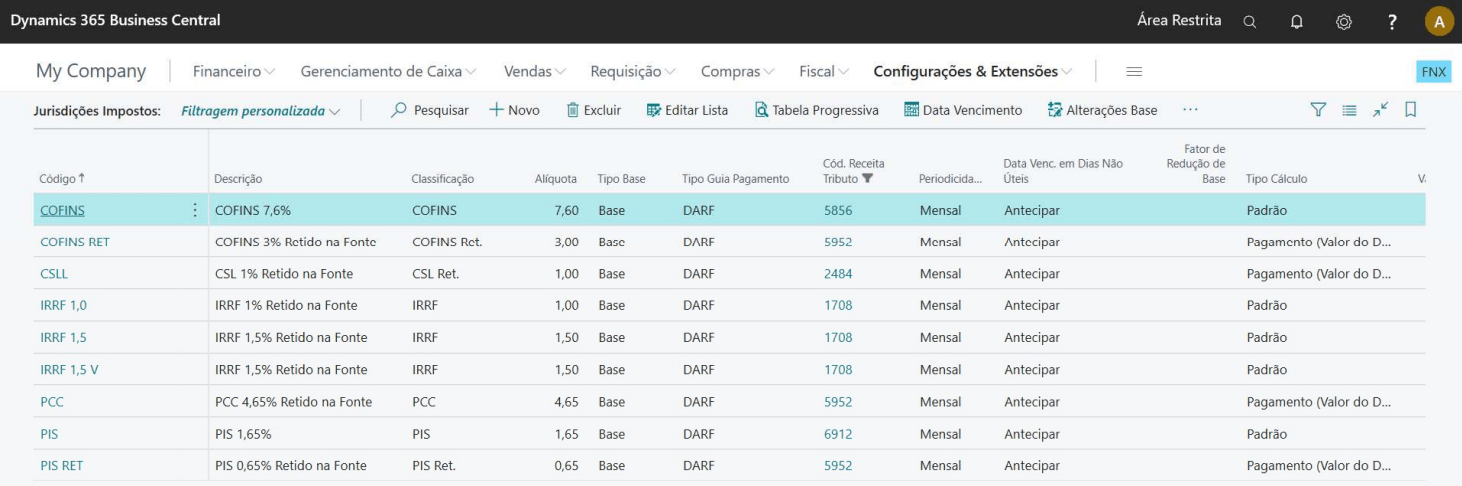 Dynamics 365 Business Central
Área Restrita
?
A
My Company
Financeiro
Gerenciamento de Caixa
Vendas
Requisição
Compras
Fiscal
Configurações & Extensões
FNX
Jurisdições Impostos: Filtragem personalizada
Pesquisar
Novo
Excluir
Editar Lista
Tabela Progressiva
Data Vencimento
Alterações Base
...
Código ↑ Descrição Classificação Alíquota Tipo Base Tipo Guia Pagamento Cód. Receita Tributo Periodicida... Data Venc. em Dias Não Úteis Fator de Redução de Base Tipo Cálculo
COFINS COFINS 7,6% COFINS 7,60 Base DARF 5856 Mensal Antecipar Padrão
COFINS RET COFINS 3% Retido na Fonte COFINS Ret. 3,00 Base DARF 5952 Mensal Antecipar Pagamento (Valor do D...
CSLL CSL 1% Retido na Fonte CSL Ret. 1,00 Base DARF 2484 Mensal Antecipar Pagamento (Valor do D...
IRRF 1,0 IRRF 1% Retido na Fonte IRRF 1,00 Base DARF 1708 Mensal Antecipar Padrão
IRRF 1,5 IRRF 1,5% Retido na Fonte IRRF 1,50 Base DARF 1708 Mensal Antecipar Padrão
IRRF 1,5 V IRRF 1,5% Retido na Fonte IRRF 1,50 Base DARF 1708 Mensal Antecipar Padrão
PCC PCC 4,65% Retido na Fonte PCC 4,65 Base DARF 5952 Mensal Antecipar Pagamento (Valor do D...
PIS PIS 1,65% PIS 1,65 Base DARF 6912 Mensal Antecipar Padrão
PIS RET PIS 0,65% Retido na Fonte PIS Ret. 0,65 Base DARF 5952 Mensal Antecipar Pagamento (Valor do D...